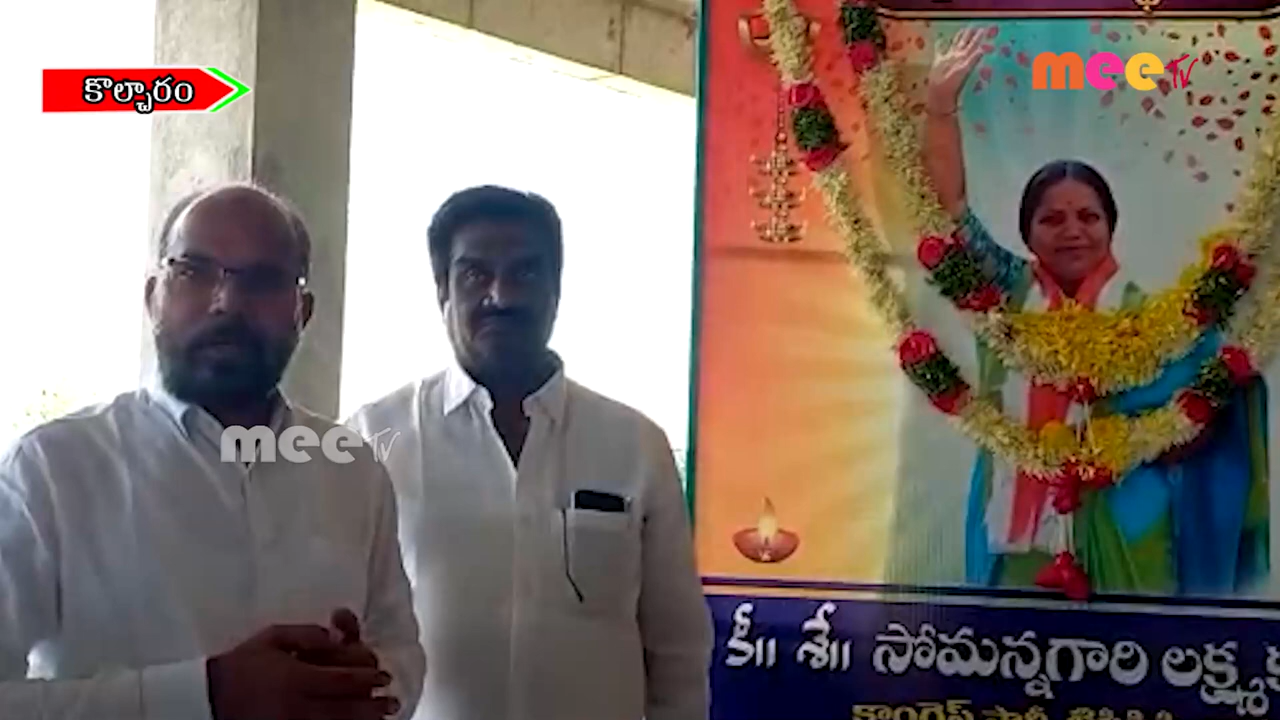 కొల్చారం
mee TV
mee TV
కీ॥ శే॥ సోమన్నగారి లక్ష్మ
కాంగ్రెస్ పార్టీ